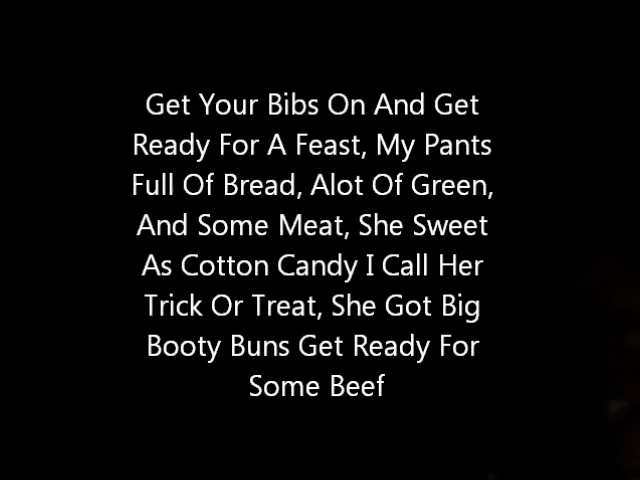 Get Your Bibs On And Get
Ready For A Feast, My Pants
Full Of Bread, Alot Of Green,
And Some Meat, She Sweet
As Cotton Candy I Call Her
Trick Or Treat, She Got Big
Booty Buns Get Ready For
Some Beef